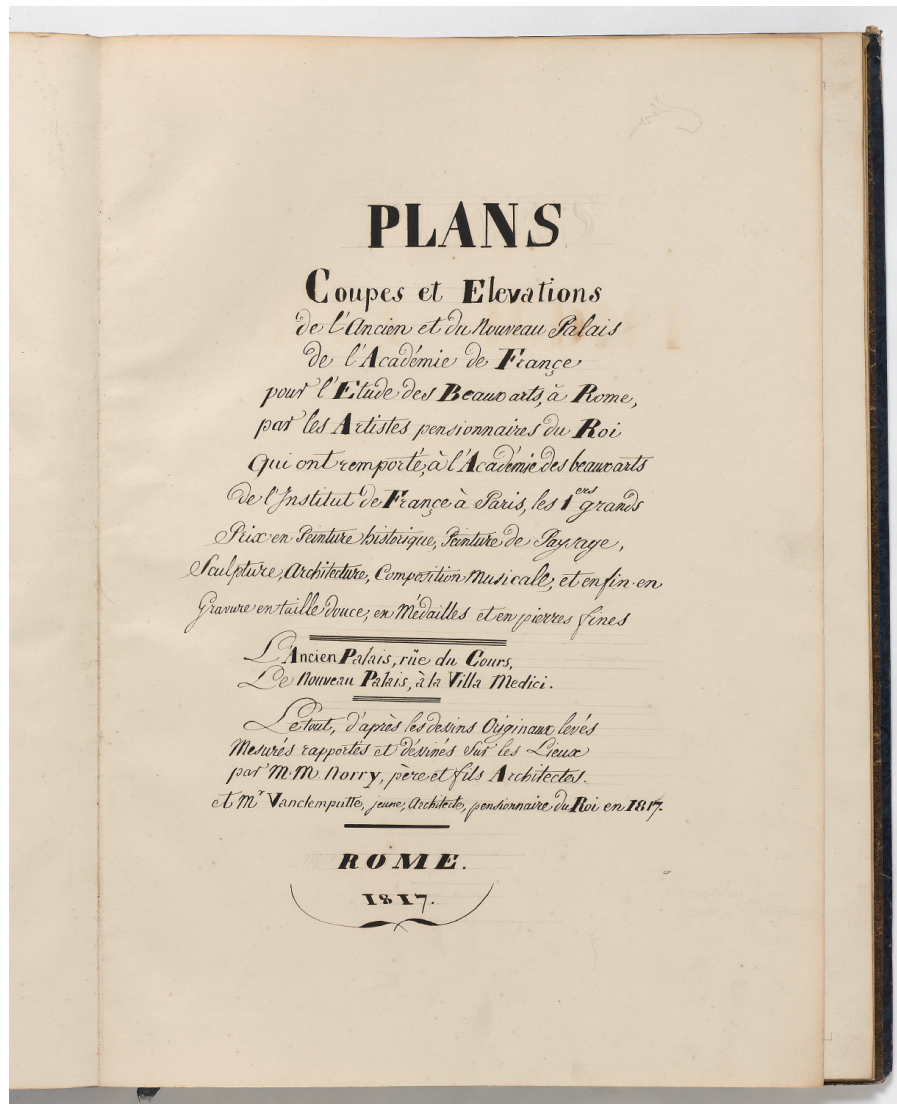 PLANS
Coupes et Elevations
de l'Ancien et du Nouveau Palais
de l'Académie de France
pour l'Etude des Beaux arts, à Rome,
par les Artistes pensionnaires du Roi
qui ont remporté, à l'Académie des beaux arts
de l'Institut de France à Paris, les 1ers grands
Prix en Peinture historique, Peinture de Paysage,
Sculpture, Architecture, Composition Musicale, et enfin en
Gravure en taille douce, en Médailles et en pierres fines
L'Ancien Palais, rüe du Cours,
Le Nouveau Palais, à la Villa Medici.
Le tout, d'après les dessins Originaux levés
Mesurés rapportés et déssinés sur les Lieux
par M.M. Norry, père et fils Architectes.
et Mr Vanclemputte, jeune, Architecte, pensionnaire du Roi en 1817.
ROME.
1817.